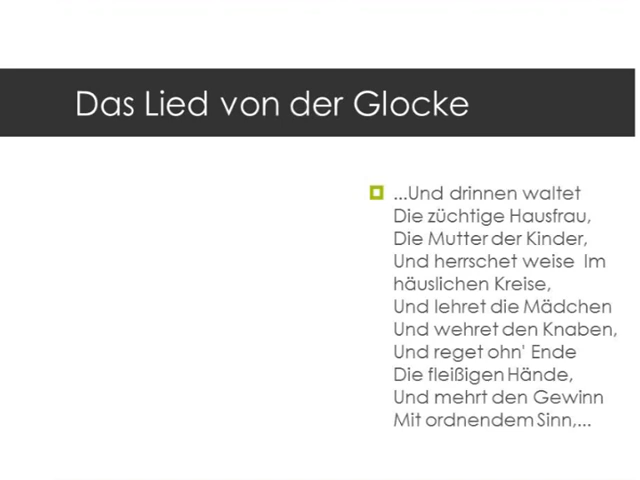 Das Lied von der Glocke
...Und drinnen waltet
Die züchtige Hausfrau,
Die Mutter der Kinder,
Und herrschet weise  Im
häuslichen Kreise,
Und lehret die Mädchen
Und wehret den Knaben,
Und reget ohn' Ende
Die fleißigen Hände,
Und mehrt den Gewinn
Mit ordnendem Sinn,...